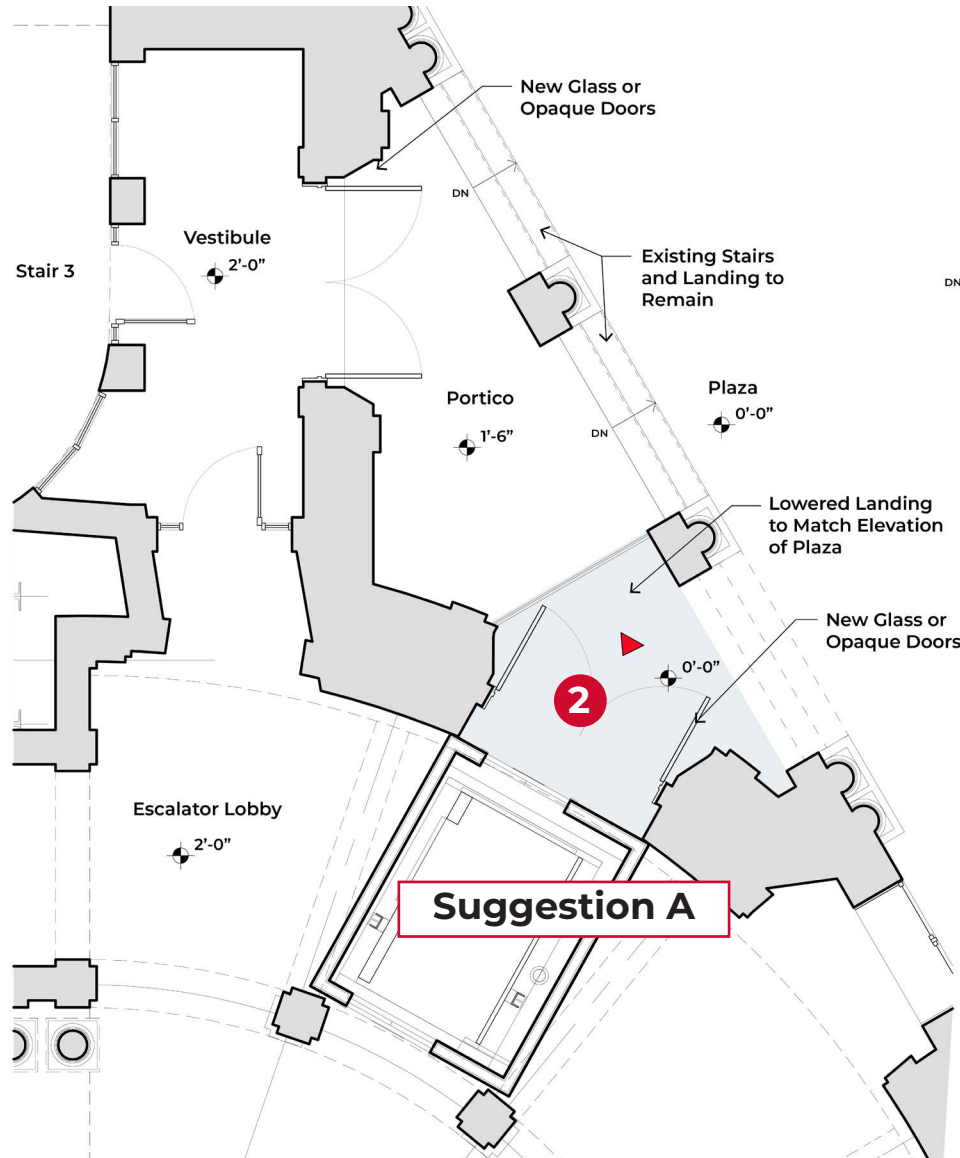 New Glass or
Opaque Doors
DN
Vestibule
2’-0”
Stair 3
Existing Stairs
and Landing to
Remain
DN
Plaza
0’-0”
Portico
1’-6”
DN
Lowered Landing
to Match Elevation
of Plaza
New Glass or
Opaque Doors
0’-0”
2
Escalator Lobby
2’-0”
Suggestion A
E
E